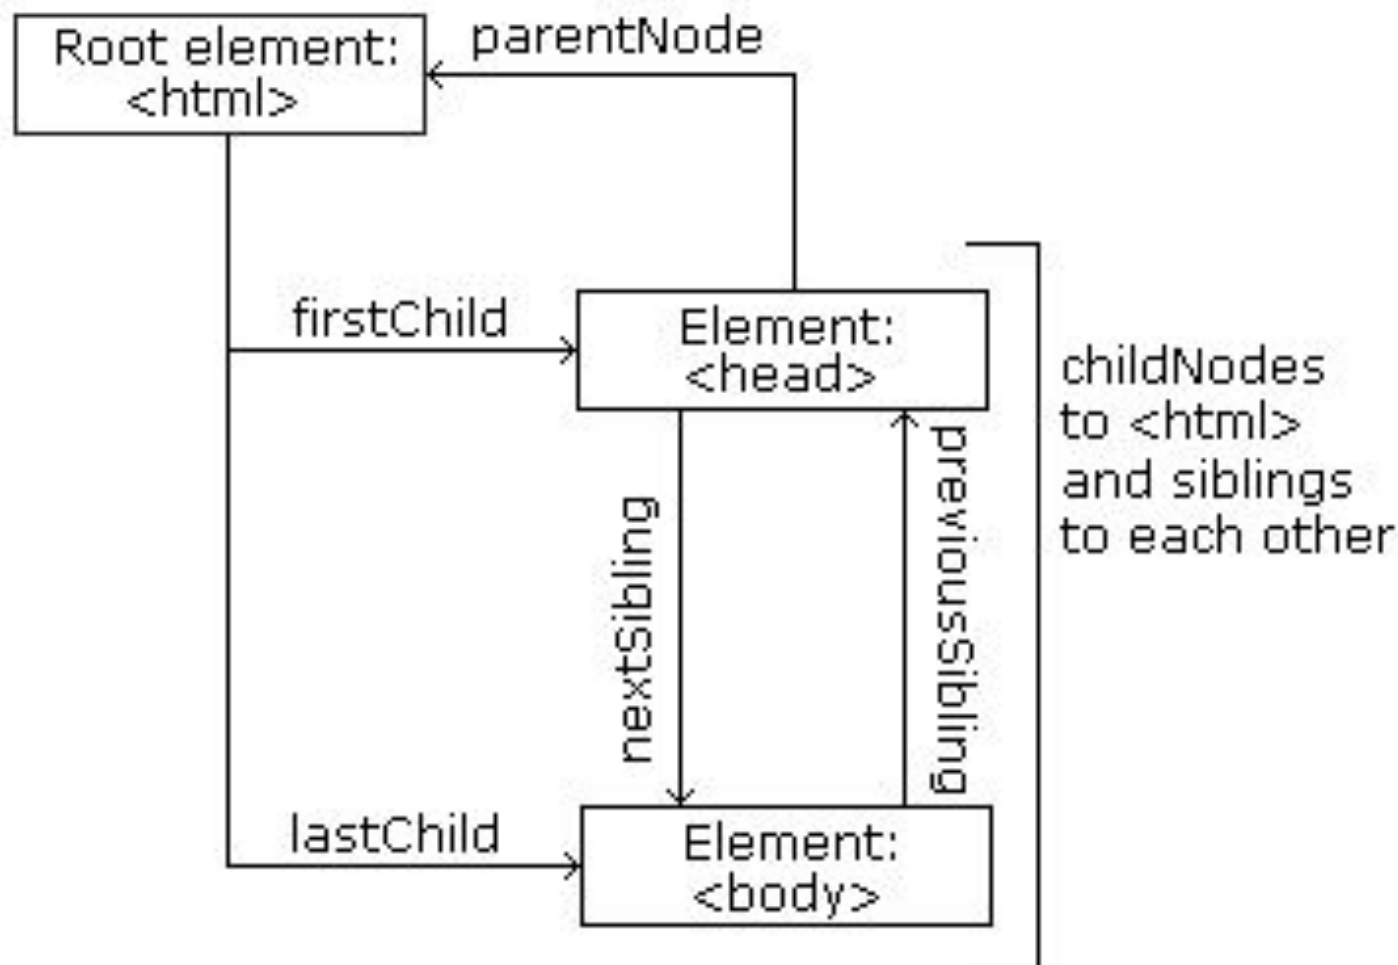 Root element:
<html>
parentNode
firstChild
Element:
<head>
childNodes
to <html>
and siblings
to each other
nextSibling
previousSibling
lastChild
Element:
<body>